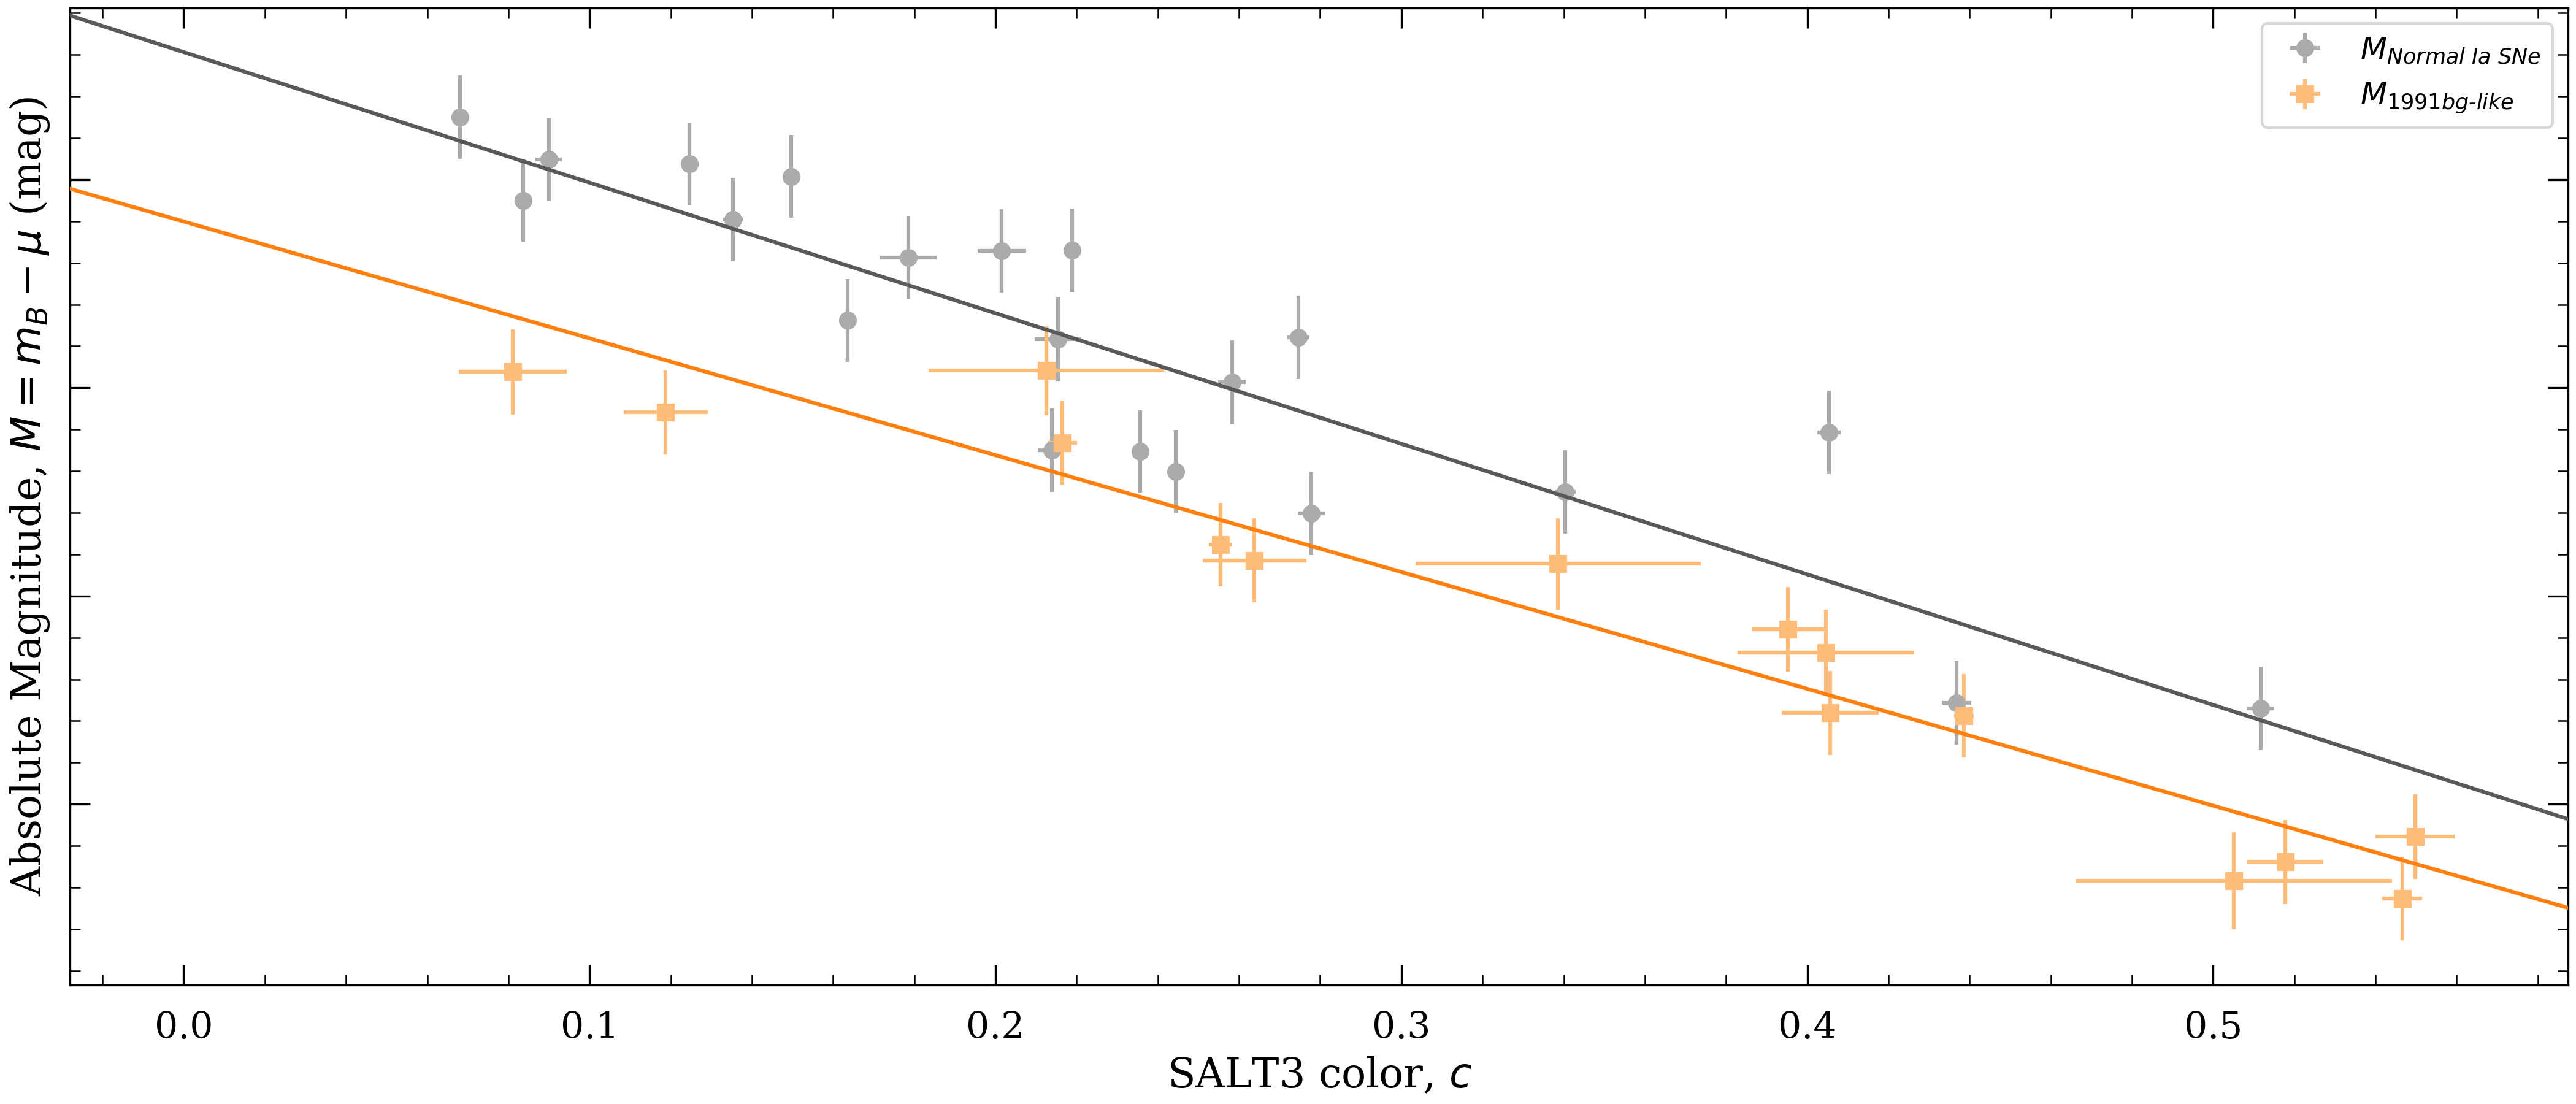 M_Normal Ia SNe
M_1991bg-like
Absolute Magnitude, M = m_B − μ (mag)
0.0 0.1 0.2 0.3 0.4 0.5
SALT3 color, c